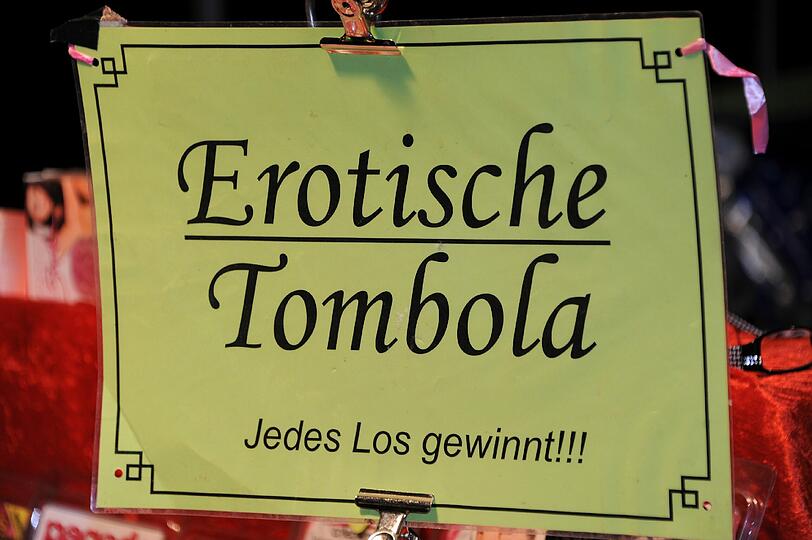 Erotische
Tombola
Jedes Los gewinnt!!!